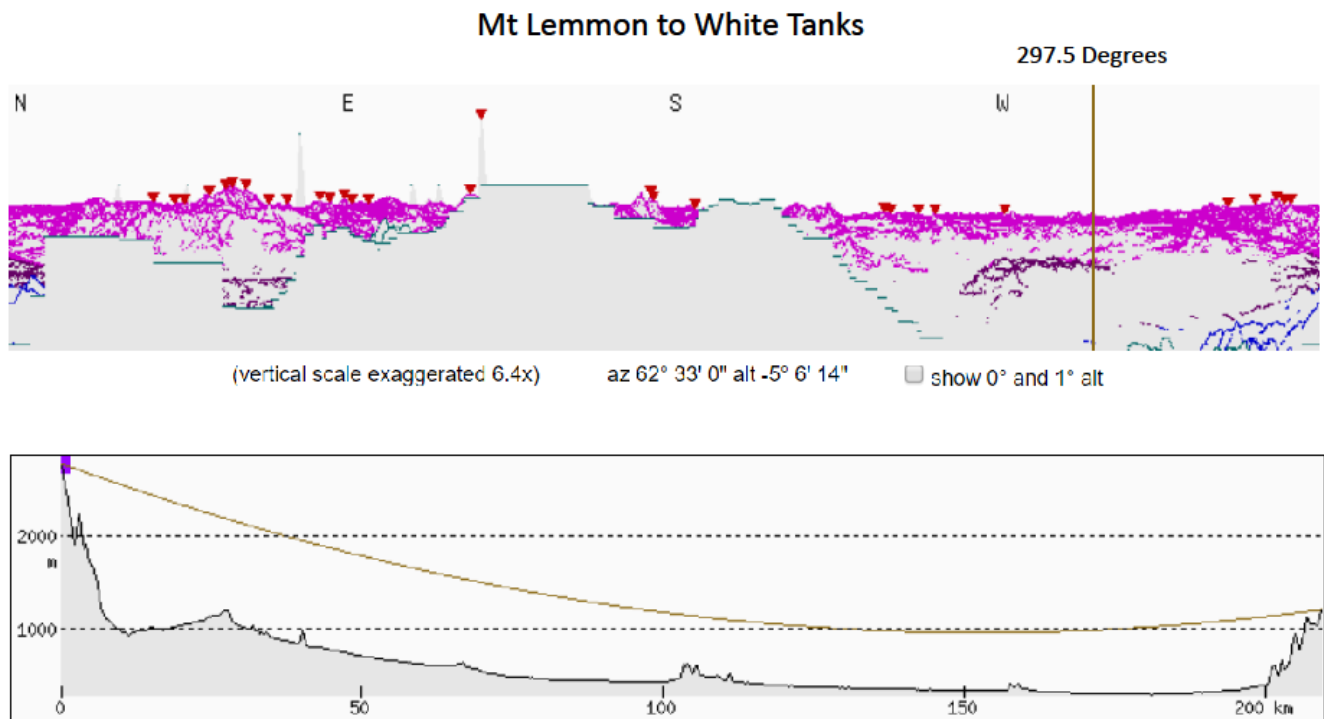 Mt Lemmon to White Tanks
297.5 Degrees
N E S W
(vertical scale exaggerated 6.4x) az 62° 33' 0" alt -5° 6' 14" show 0° and 1° alt
2000
m
1000
0 50 100 150 200 km